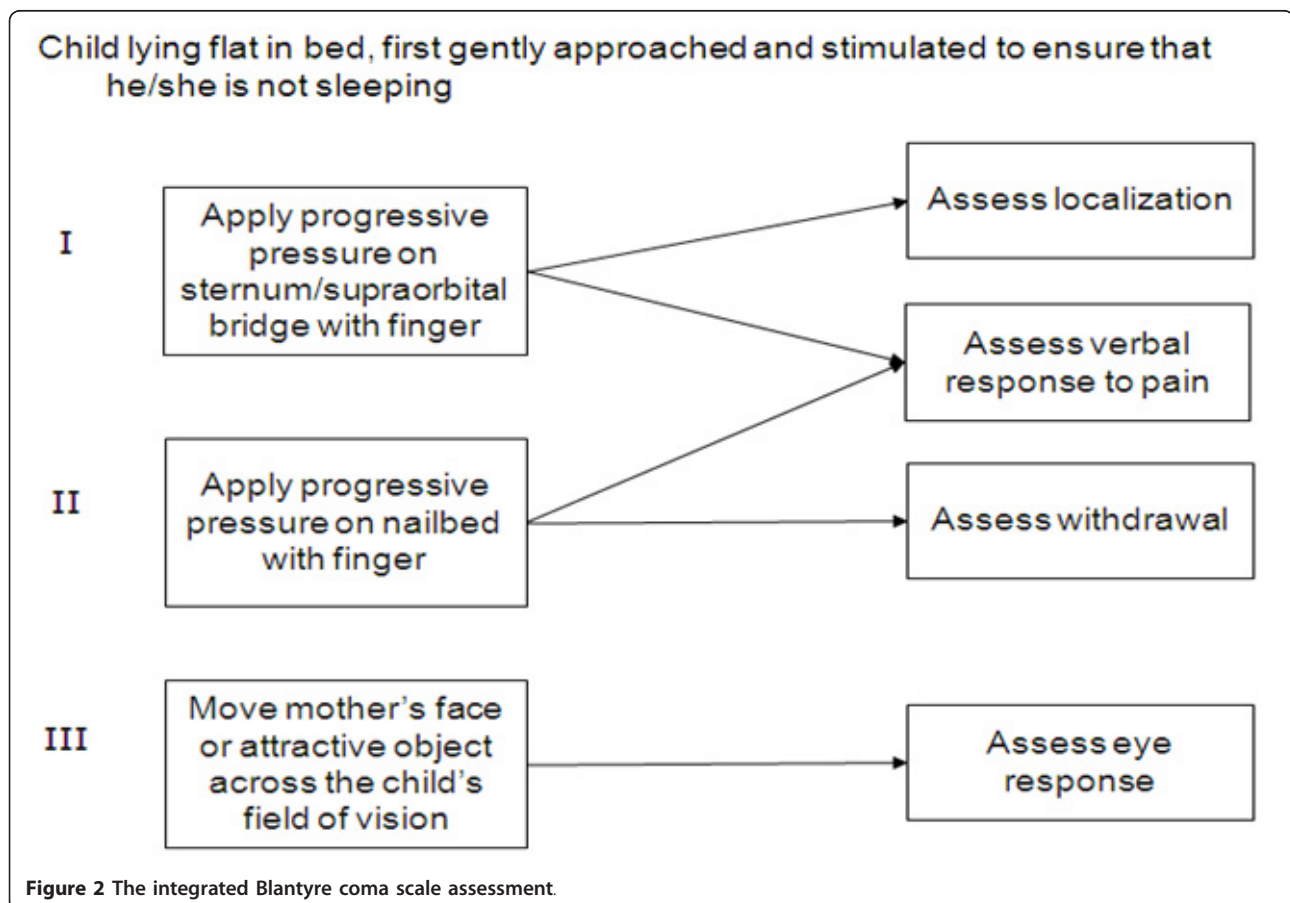 Child lying flat in bed, first gently approached and stimulated to ensure that
he/she is not sleeping
I
Apply progressive
pressure on
sternum/supraorbital
bridge with finger
Assess localization
Assess verbal
response to pain
II
Apply progressive
pressure on nailbed
with finger
Assess withdrawal
III
Move mother's face
or attractive object
across the child's
field of vision
Assess eye
response
Figure 2 The integrated Blantyre coma scale assessment.